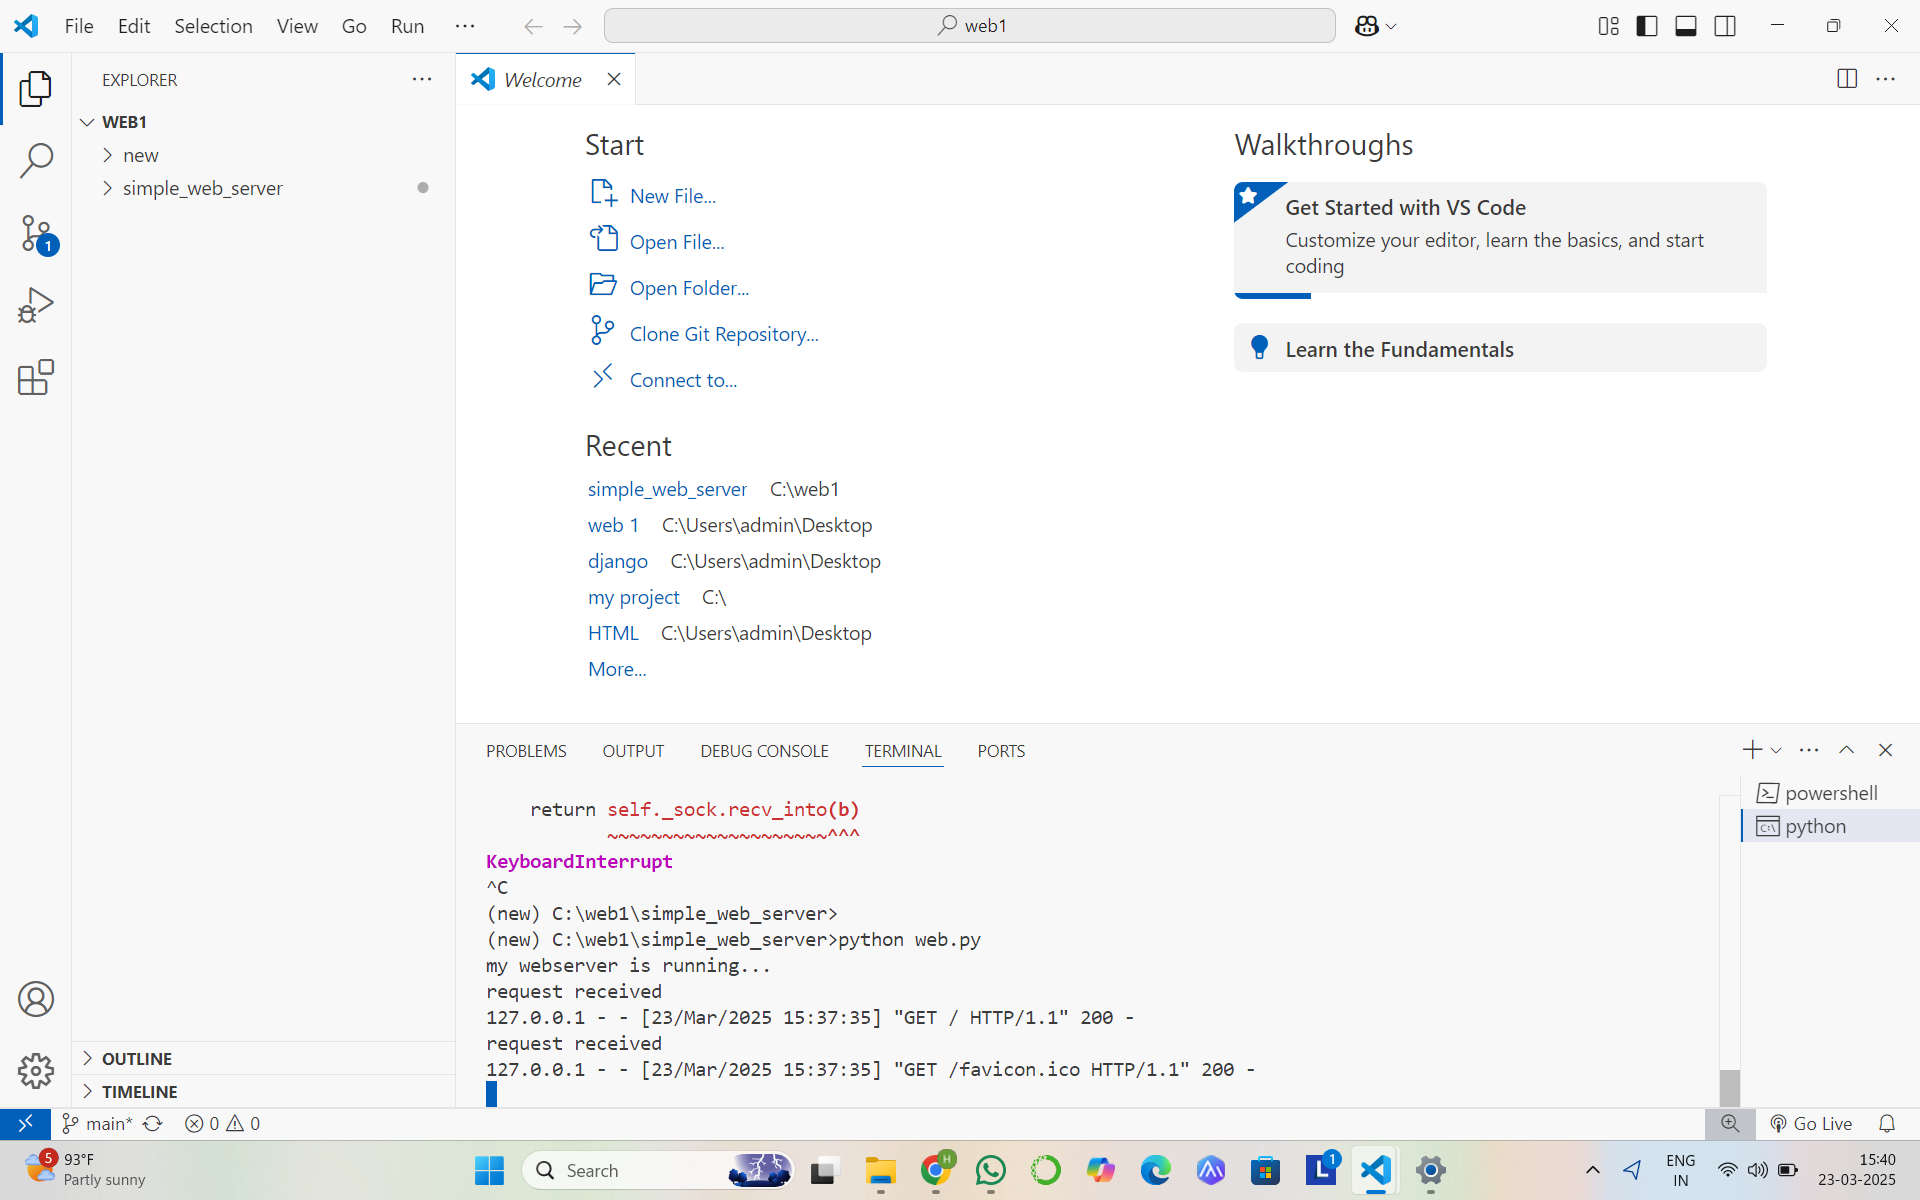 File Edit Selection View Go Run ...
web1
EXPLORER
WEB1
new
simple_web_server
1
OUTLINE
TIMELINE
Welcome
Start
New File...
Open File...
Open Folder...
Clone Git Repository...
Connect to...
Recent
simple_web_server C:\web1
web 1 C:\Users\admin\Desktop
django C:\Users\admin\Desktop
my project C:\
HTML C:\Users\admin\Desktop
More...
Walkthroughs
Get Started with VS Code
Customize your editor, learn the basics, and start
coding
Learn the Fundamentals
PROBLEMS OUTPUT DEBUG CONSOLE TERMINAL PORTS
return self._sock.recv_into(b)
~~~~~~~~~~~~~~~~~~~~^^^
KeyboardInterrupt
^C
(new) C:\web1\simple_web_server>
(new) C:\web1\simple_web_server>python web.py
my webserver is running...
request received
127.0.0.1 - - [23/Mar/2025 15:37:35] "GET / HTTP/1.1" 200 -
request received
127.0.0.1 - - [23/Mar/2025 15:37:35] "GET /favicon.ico HTTP/1.1" 200 -
powershell
python
main* 0 0
Go Live
5
93°F
Partly sunny
Search
H
L 1
ENG
IN
15:40
23-03-2025